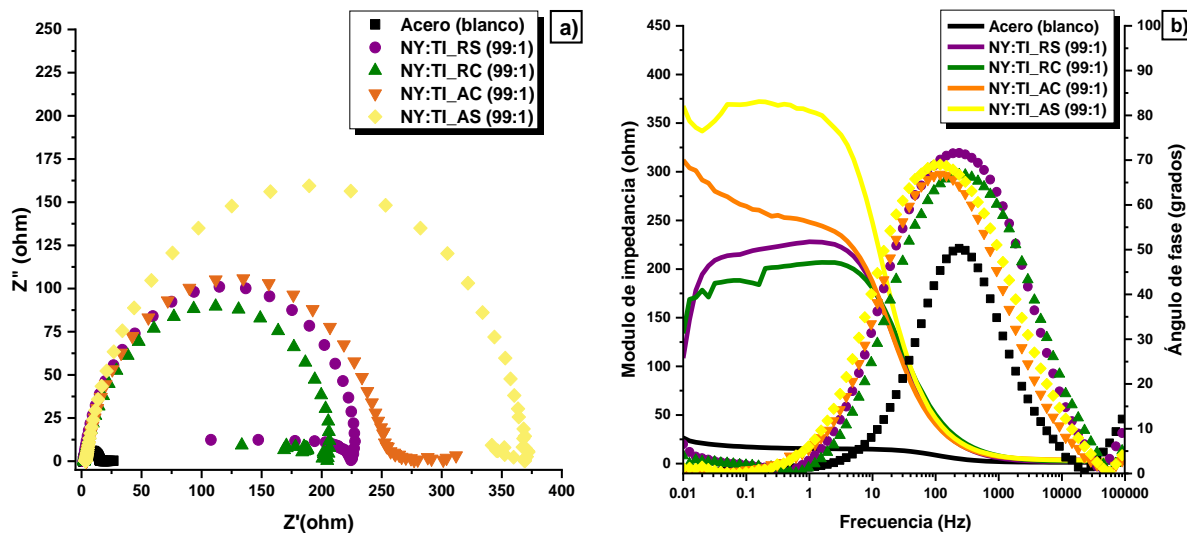 a)
Acero (blanco)
NY:TI_RS (99:1)
NY:TI_RC (99:1)
NY:TI_AC (99:1)
NY:TI_AS (99:1)
Z'' (ohm)
250
225
200
175
150
125
100
75
50
25
0
0 50 100 150 200 250 300 350 400
Z'(ohm)
b)
Acero (blanco)
NY:TI_RS (99:1)
NY:TI_RC (99:1)
NY:TI_AC (99:1)
NY:TI_AS (99:1)
Modulo de impedancia (ohm)
450
400
350
300
250
200
150
100
50
0
Ángulo de fase (grados)
100
90
80
70
60
50
40
30
20
10
0
0.01 0.1 1 10 100 1000 10000 100000
Frecuencia (Hz)